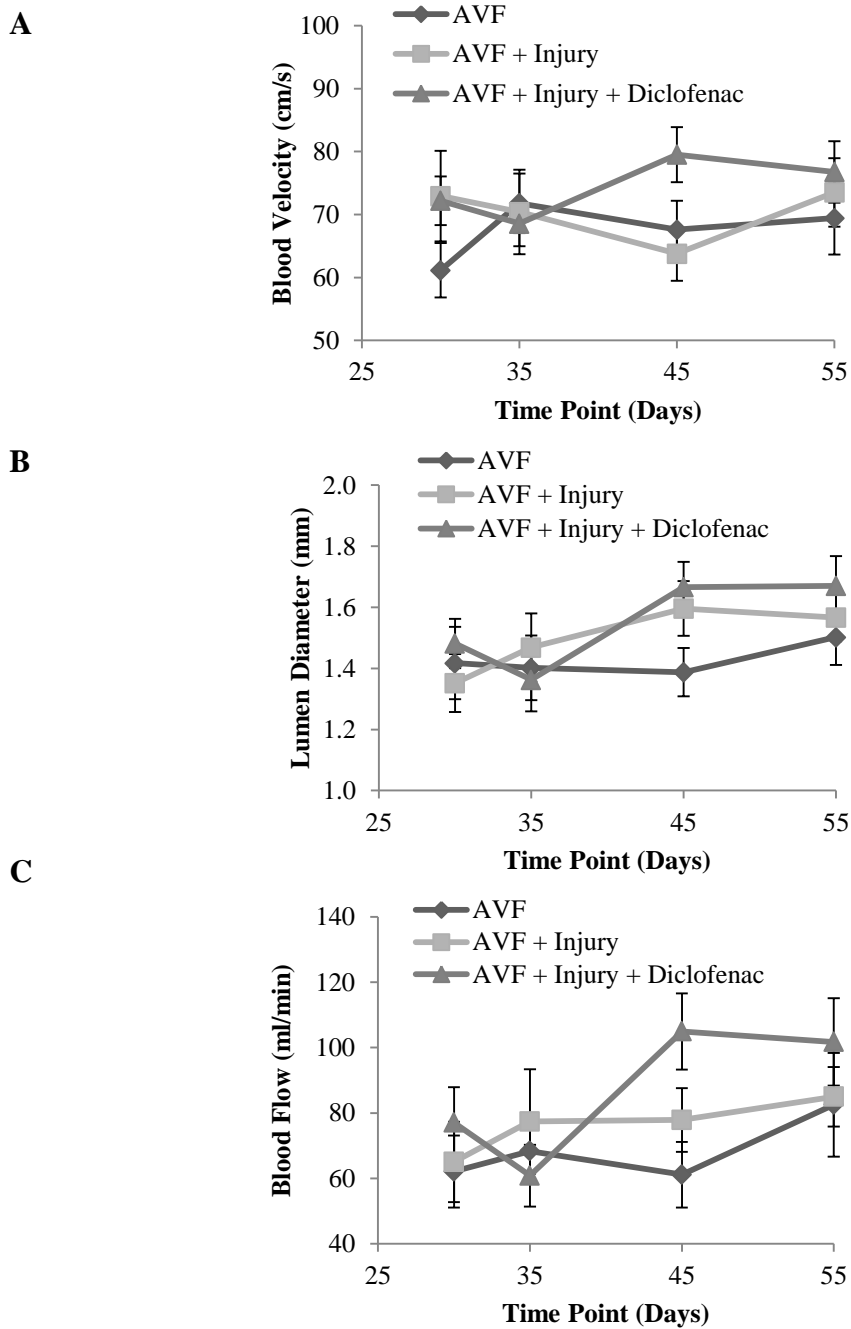 A
AVF
AVF + Injury
AVF + Injury + Diclofenac
Blood Velocity (cm/s)
100
90
80
70
60
50
25 35 45 55
Time Point (Days)
B
AVF
AVF + Injury
AVF + Injury + Diclofenac
Lumen Diameter (mm)
2.0
1.8
1.6
1.4
1.2
1.0
25 35 45 55
Time Point (Days)
C
AVF
AVF + Injury
AVF + Injury + Diclofenac
Blood Flow (ml/min)
140
120
100
80
60
40
25 35 45 55
Time Point (Days)